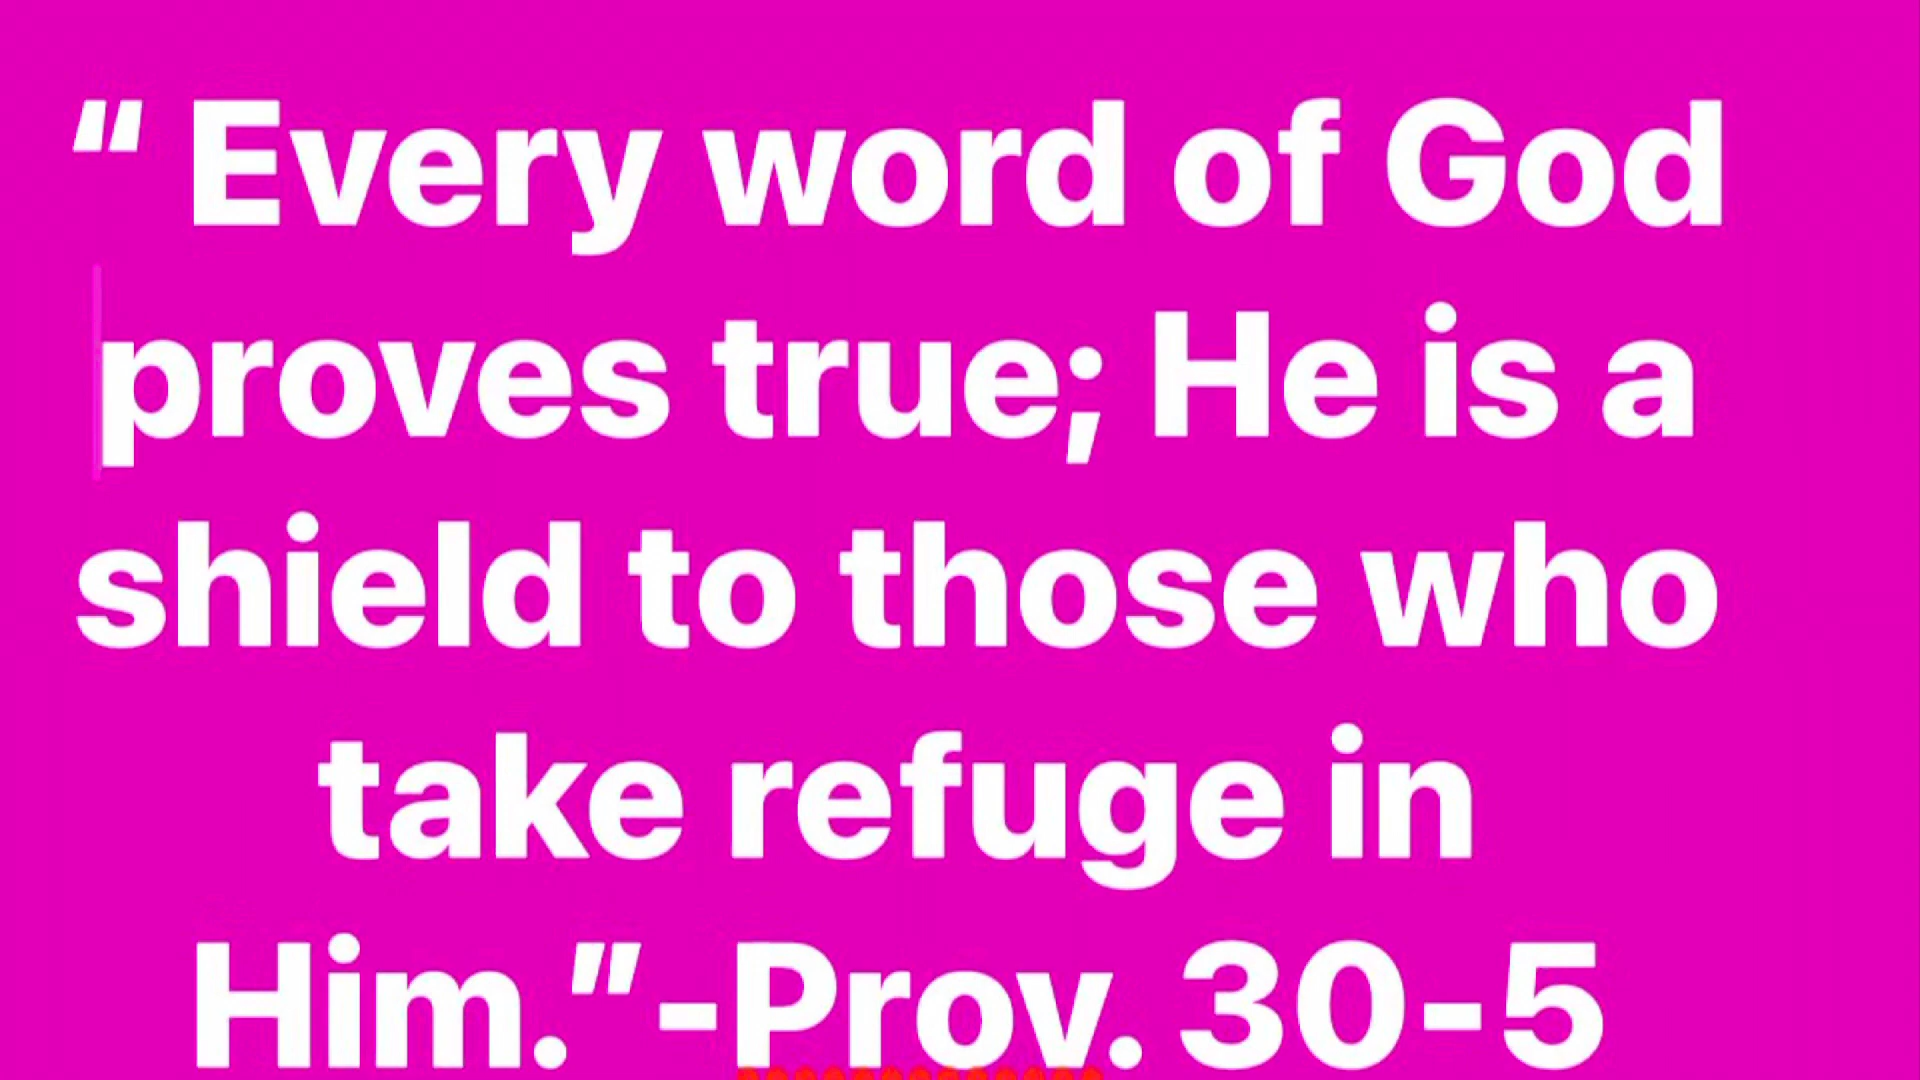 “ Every word of God
proves true; He is a
shield to those who
take refuge in
Him.”-Prov. 30-5